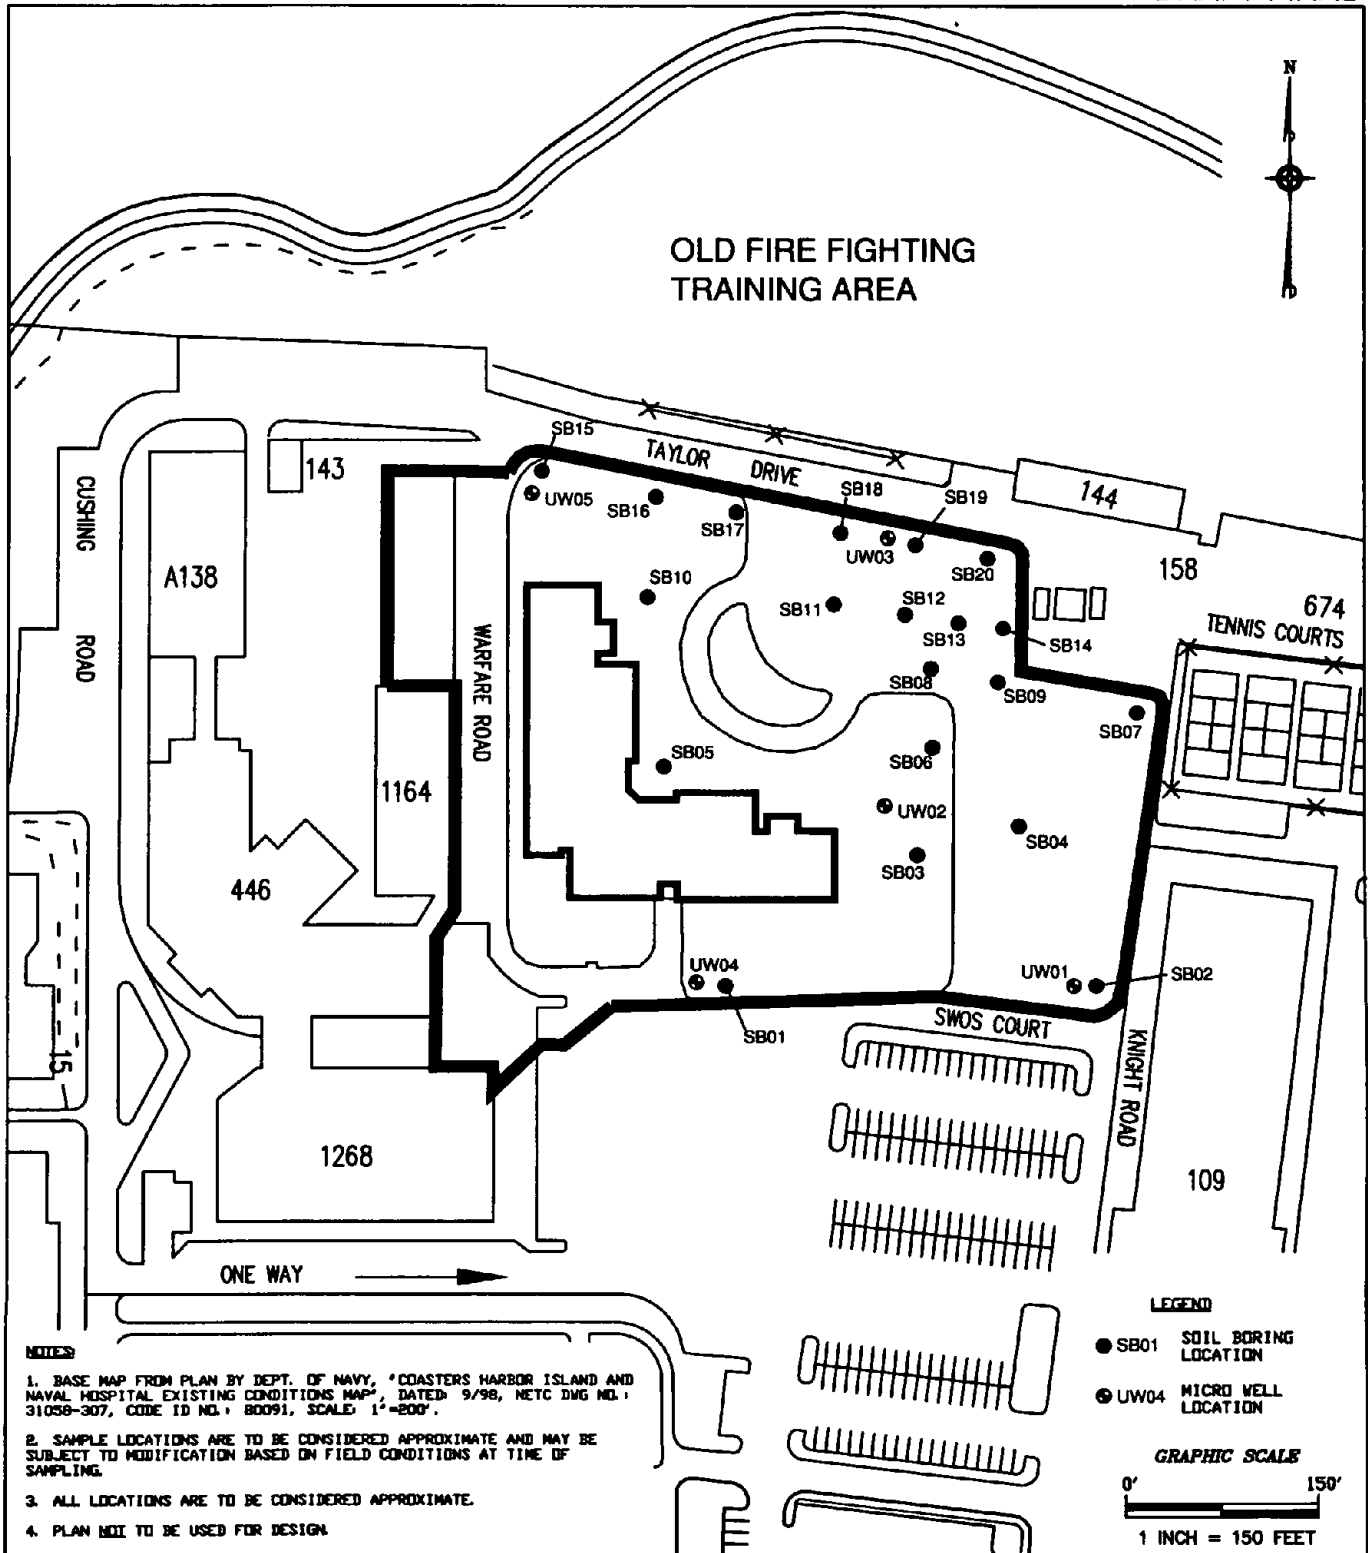 N
OLD FIRE FIGHTING
TRAINING AREA
SB15
TAYLOR DRIVE
143
UW05
SB16
SB17
SB18
SB19
144
CUSHING ROAD
UW03
SB20
158
A138
SB10
SB11
SB12
SB13
SB14
674
TENNIS COURTS
WARFARE ROAD
SB08
SB09
SB07
SB05
SB06
1164
UW02
SB04
SB03
446
UW04
UW01
SB02
SB01
SWOS COURT
15
KNIGHT ROAD
1268
109
ONE WAY
LEGEND
SB01 SOIL BORING
LOCATION
UW04 MICRO WELL
LOCATION
GRAPHIC SCALE
0' 150'
1 INCH = 150 FEET
NOTES:
1. BASE MAP FROM PLAN BY DEPT. OF NAVY, "COASTERS HARBOR ISLAND AND
NAVAL HOSPITAL EXISTING CONDITIONS MAP", DATED: 9/98, NETC DWG NO.:
31058-307, CODE ID NO.: 80091, SCALE: 1"=200'.
2. SAMPLE LOCATIONS ARE TO BE CONSIDERED APPROXIMATE AND MAY BE
SUBJECT TO MODIFICATION BASED ON FIELD CONDITIONS AT TIME OF
SAMPLING.
3. ALL LOCATIONS ARE TO BE CONSIDERED APPROXIMATE.
4. PLAN NOT TO BE USED FOR DESIGN.